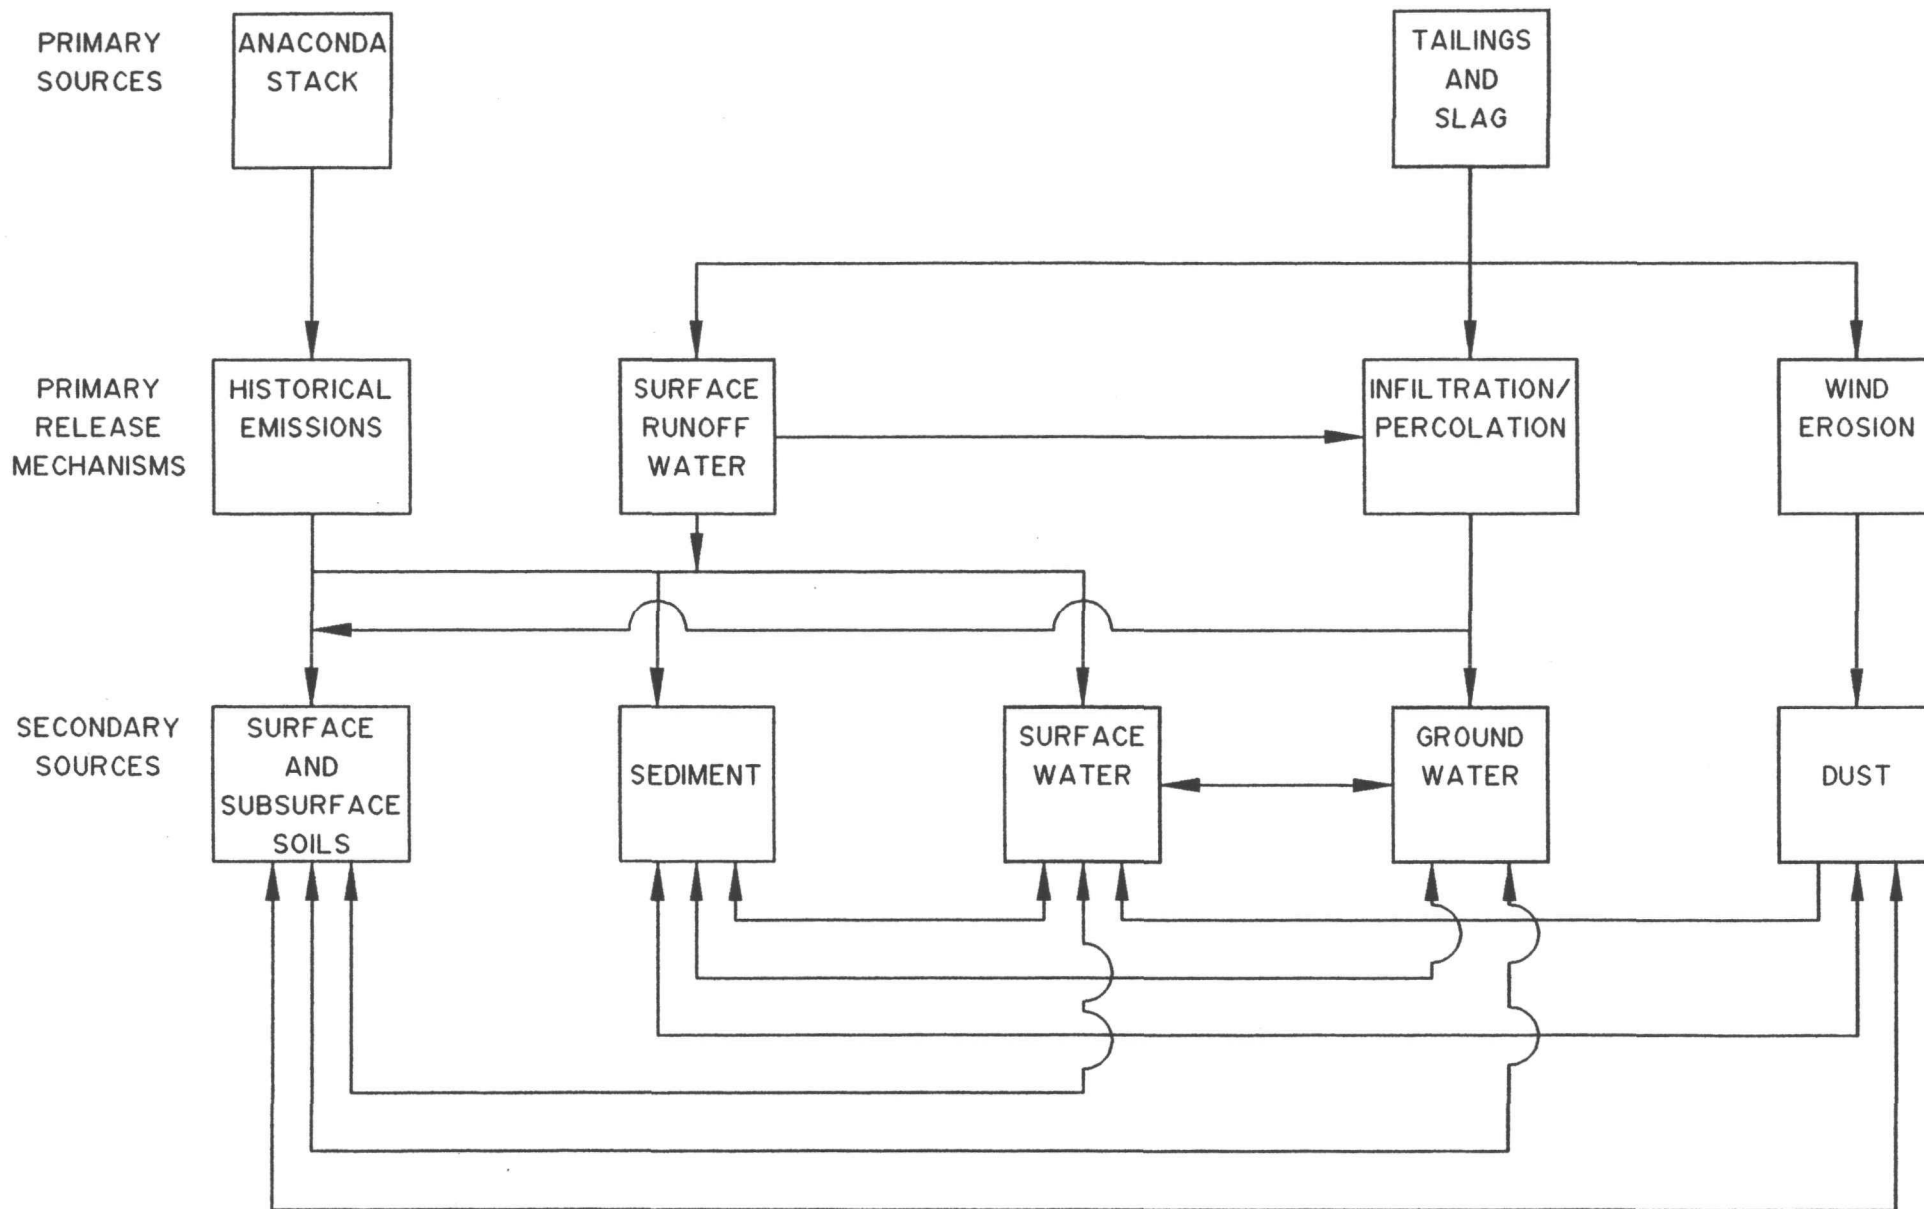 PRIMARY
SOURCES
ANACONDA
STACK
TAILINGS
AND
SLAG
PRIMARY
RELEASE
MECHANISMS
HISTORICAL
EMISSIONS
SURFACE
RUNOFF
WATER
INFILTRATION/
PERCOLATION
WIND
EROSION
SECONDARY
SOURCES
SURFACE
AND
SUBSURFACE
SOILS
SEDIMENT
SURFACE
WATER
GROUND
WATER
DUST